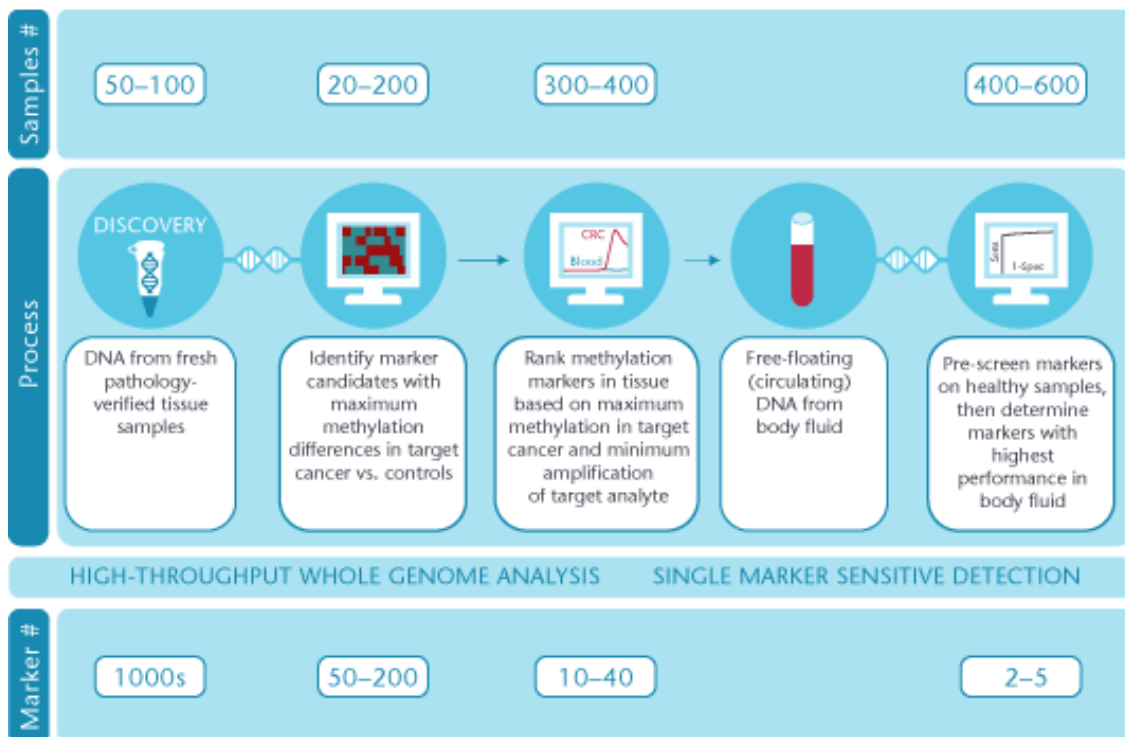 Samples #
50–100
20–200
300–400
400–600
Process
DISCOVERY
CRC
Blood
Sens
1-Spec
DNA from fresh
pathology-
verified tissue
samples
Identify marker
candidates with
maximum
methylation
differences in target
cancer vs. controls
Rank methylation
markers in tissue
based on maximum
methylation in target
cancer and minimum
amplification
of target analyte
Free-floating
(circulating)
DNA from
body fluid
Pre-screen markers
on healthy samples,
then determine
markers with
highest
performance in
body fluid
HIGH-THROUGHPUT WHOLE GENOME ANALYSIS
SINGLE MARKER SENSITIVE DETECTION
Marker #
1000s
50–200
10–40
2–5